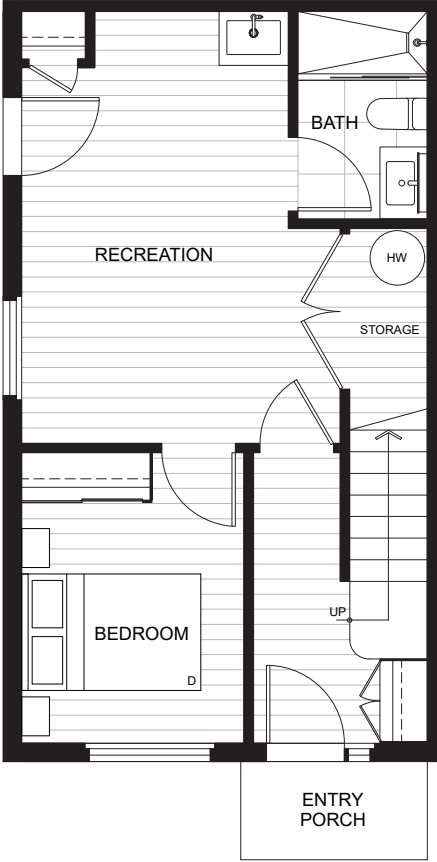 BATH
RECREATION
HW
STORAGE
UP
BEDROOM
D
ENTRY
PORCH